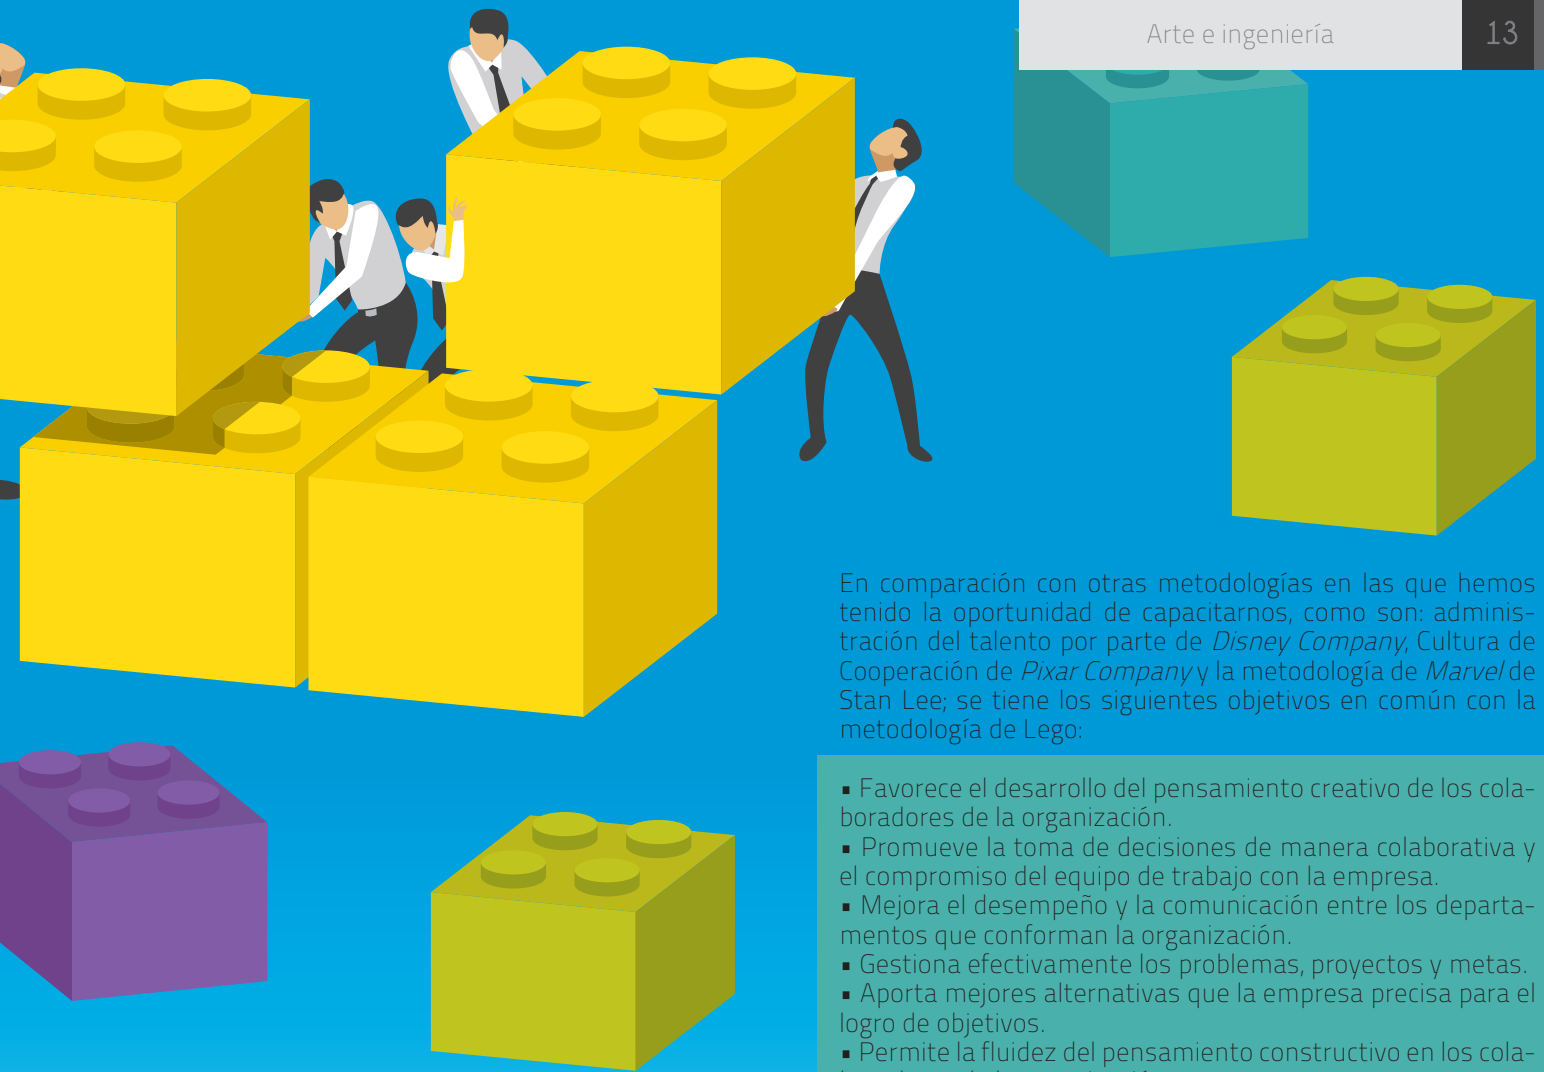 Arte e ingeniería
13
En comparación con otras metodologías en las que hemos
tenido la oportunidad de capacitarnos, como son: adminis-
tración del talento por parte de Disney Company, Cultura de
Cooperación de Pixar Company y la metodología de Marvel de
Stan Lee; se tiene los siguientes objetivos en común con la
metodología de Lego:
▪ Favorece el desarrollo del pensamiento creativo de los cola-
boradores de la organización.
▪ Promueve la toma de decisiones de manera colaborativa y
el compromiso del equipo de trabajo con la empresa.
▪ Mejora el desempeño y la comunicación entre los departa-
mentos que conforman la organización.
▪ Gestiona efectivamente los problemas, proyectos y metas.
▪ Aporta mejores alternativas que la empresa precisa para el
logro de objetivos.
▪ Permite la fluidez del pensamiento constructivo en los cola-